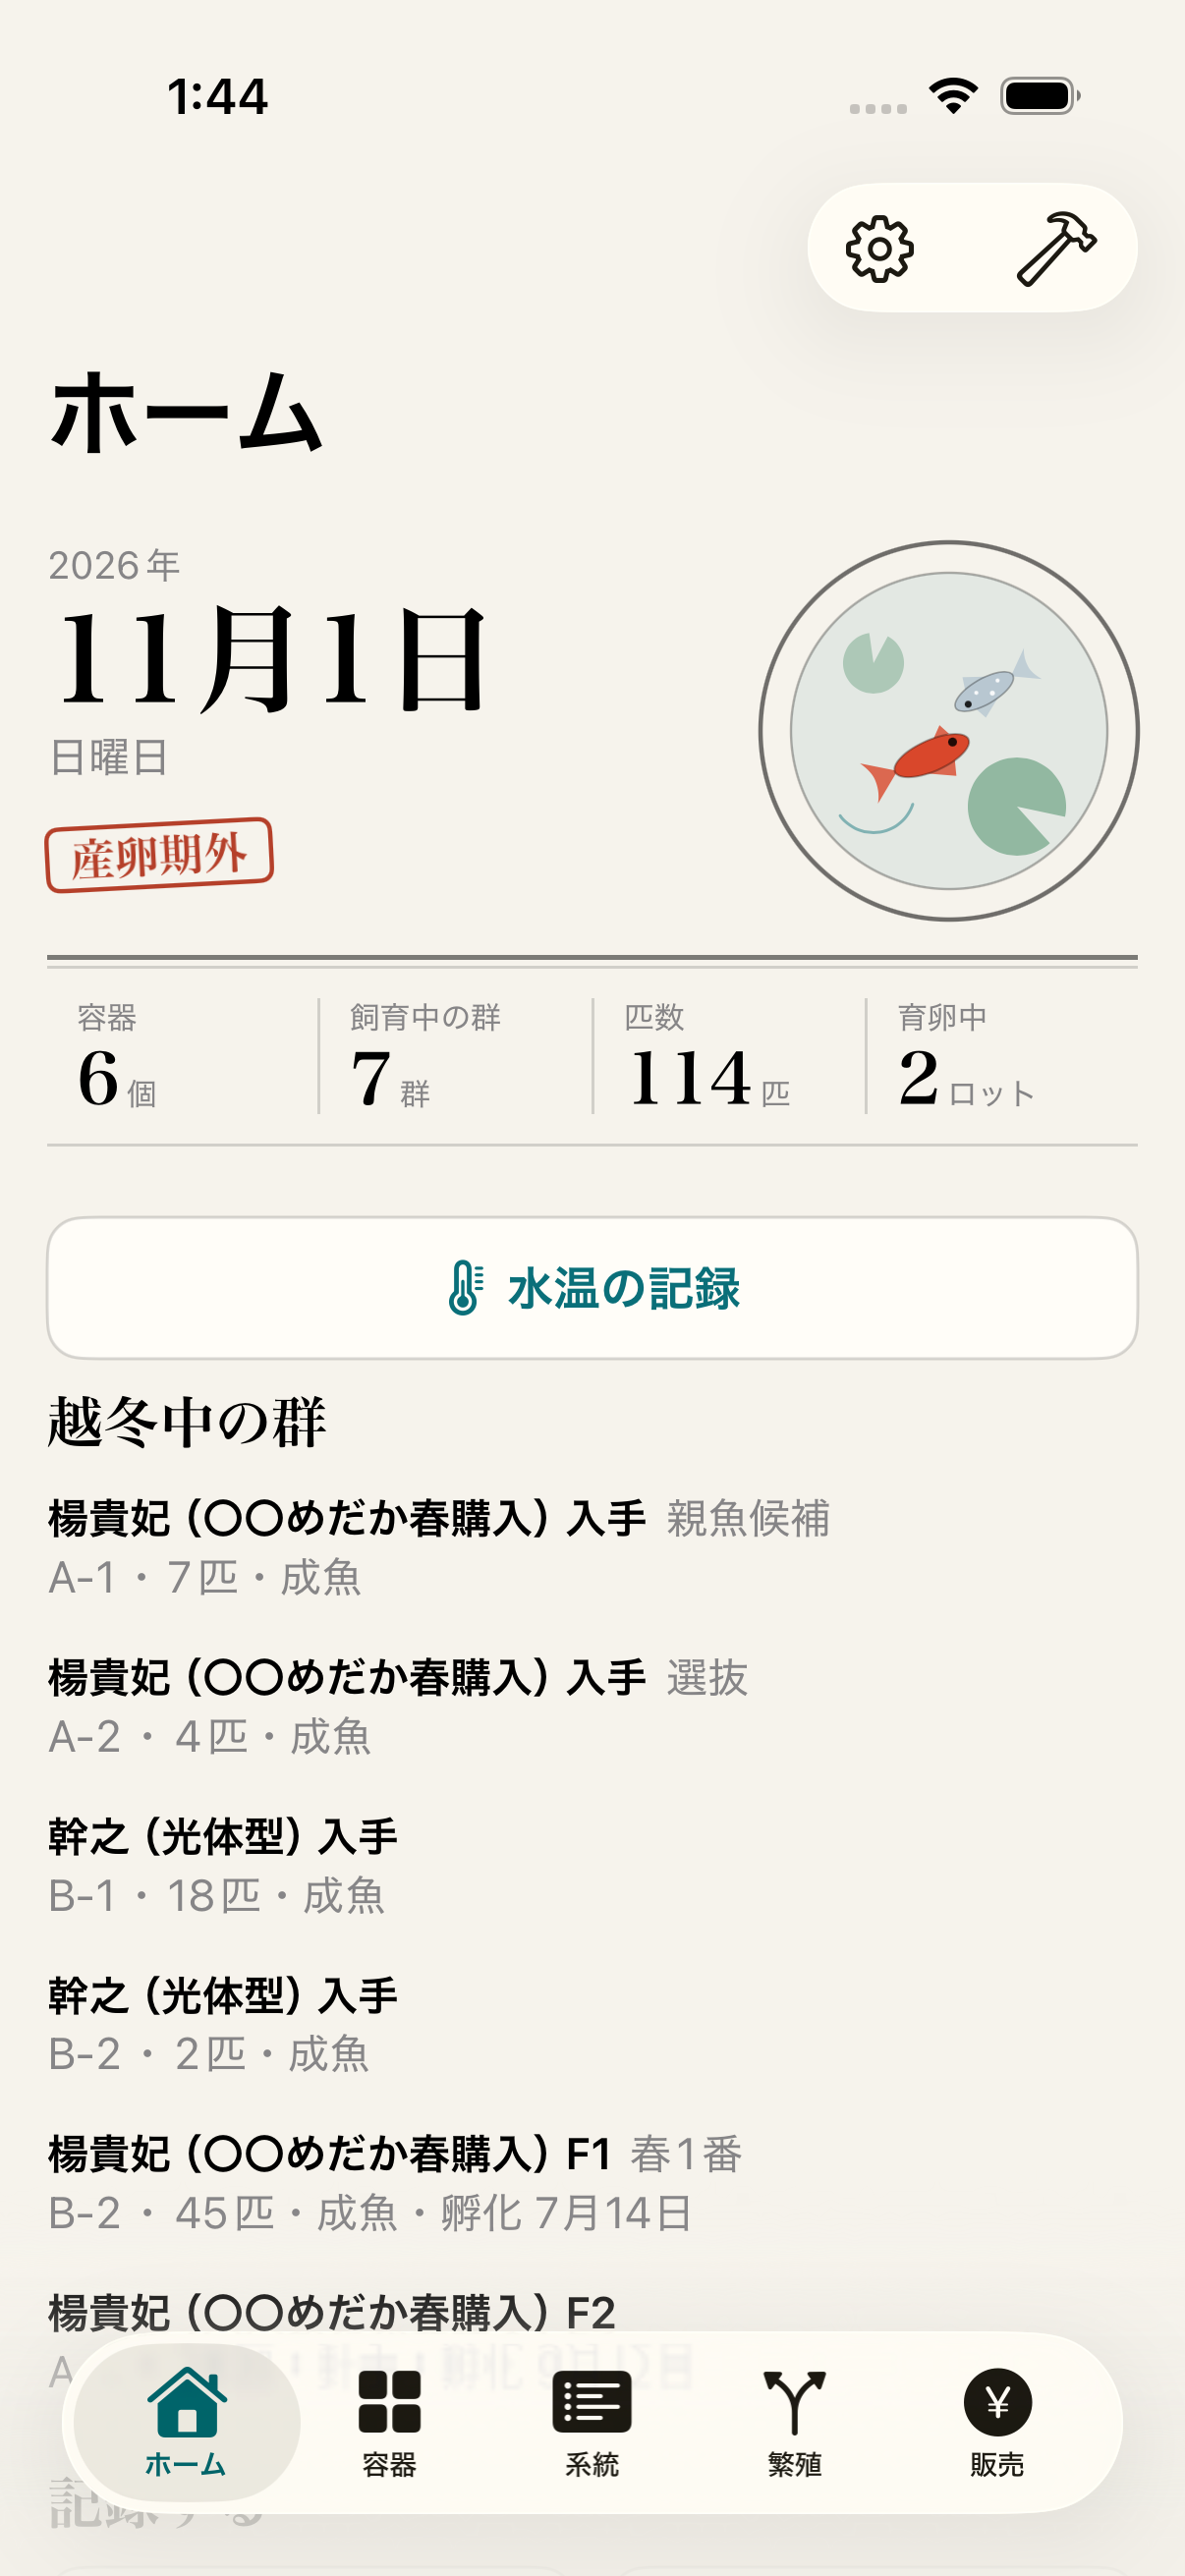 1:44
ホーム
2026年
11月1日
日曜日
産卵期外
容器 飼育中の群 匹数 育卵中
6個 7群 114匹 2ロット
水温の記録
越冬中の群
楊貴妃（〇〇めだか春購入）入手 親魚候補
A-1・7匹・成魚
楊貴妃（〇〇めだか春購入）入手 選抜
A-2・4匹・成魚
幹之（光体型）入手
B-1・18匹・成魚
幹之（光体型）入手
B-2・2匹・成魚
楊貴妃（〇〇めだか春購入）F1 春1番
B-2・45匹・成魚・孵化 7月14日
楊貴妃（〇〇めだか春購入）F2
ホーム 容器 系統 繁殖 販売
記録する